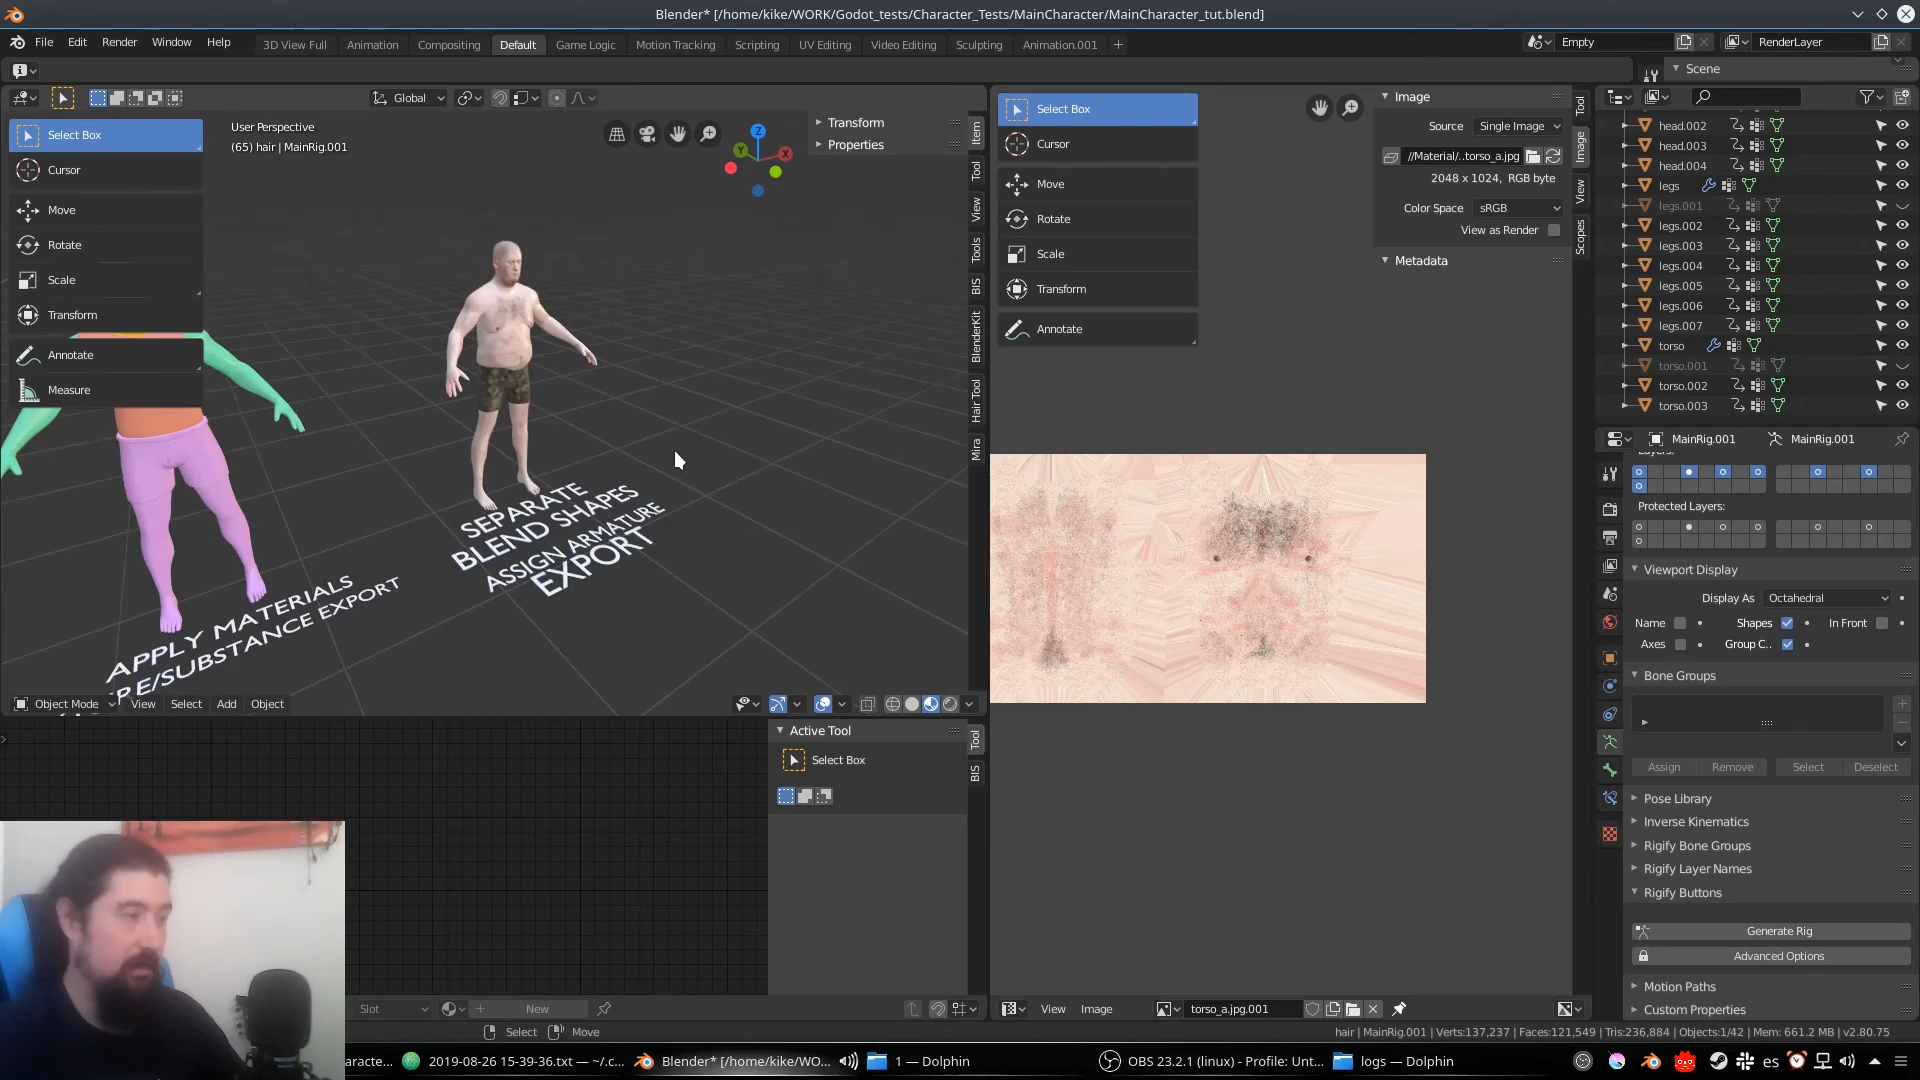 Blender* [/home/kike/WORK/Godot_tests/Character_Tests/MainCharacter/MainCharacter_tut.blend]
File Edit Render Window Help
3D View Full Animation Compositing Default Game Logic Motion Tracking Scripting UV Editing Video Editing Sculpting Animation.001 +
Empty
RenderLayer
Scene
Global
Select Box
Cursor
Move
Rotate
Scale
Transform
Annotate
Measure
User Perspective
(65) hair | MainRig.001
Z
Y
X
Transform
Properties
Item
Tool
View
Tools
BIS
BlenderKit
Hair Tool
Mira
APPLY MATERIALS
RE/SUBSTANCE EXPORT
SEPARATE
BLEND SHAPES
ASSIGN ARMATURE
EXPORT
Object Mode View Select Add Object
Active Tool
Select Box
Tool
BIS
Slot
New
Select Box
Cursor
Move
Rotate
Scale
Transform
Annotate
Image
Source Single Image
//Material/..torso_a.jpg
2048 x 1024, RGB byte
Color Space sRGB
View as Render
Metadata
Tool
Image
View
Scopes
View Image torso_a.jpg.001
head.002
head.003
head.004
legs
legs.001
legs.002
legs.003
legs.004
legs.005
legs.006
legs.007
torso
torso.001
torso.002
torso.003
MainRig.001 MainRig.001
Protected Layers:
Viewport Display
Display As Octahedral
Name Shapes In Front
Axes Group C..
Bone Groups
Assign Remove Select Deselect
Pose Library
Inverse Kinematics
Rigify Bone Groups
Rigify Layer Names
Rigify Buttons
Generate Rig
Advanced Options
Motion Paths
Custom Properties
Select Move
hair | MainRig.001 | Verts:137,237 | Faces:121,549 | Tris:236,884 | Objects:1/42 | Mem: 661.2 MB | v2.80.75
aracte... 2019-08-26 15-39-36.txt — ~/.c... Blender* [/home/kike/WO... 1 — Dolphin OBS 23.2.1 (linux) - Profile: Unt... logs — Dolphin es